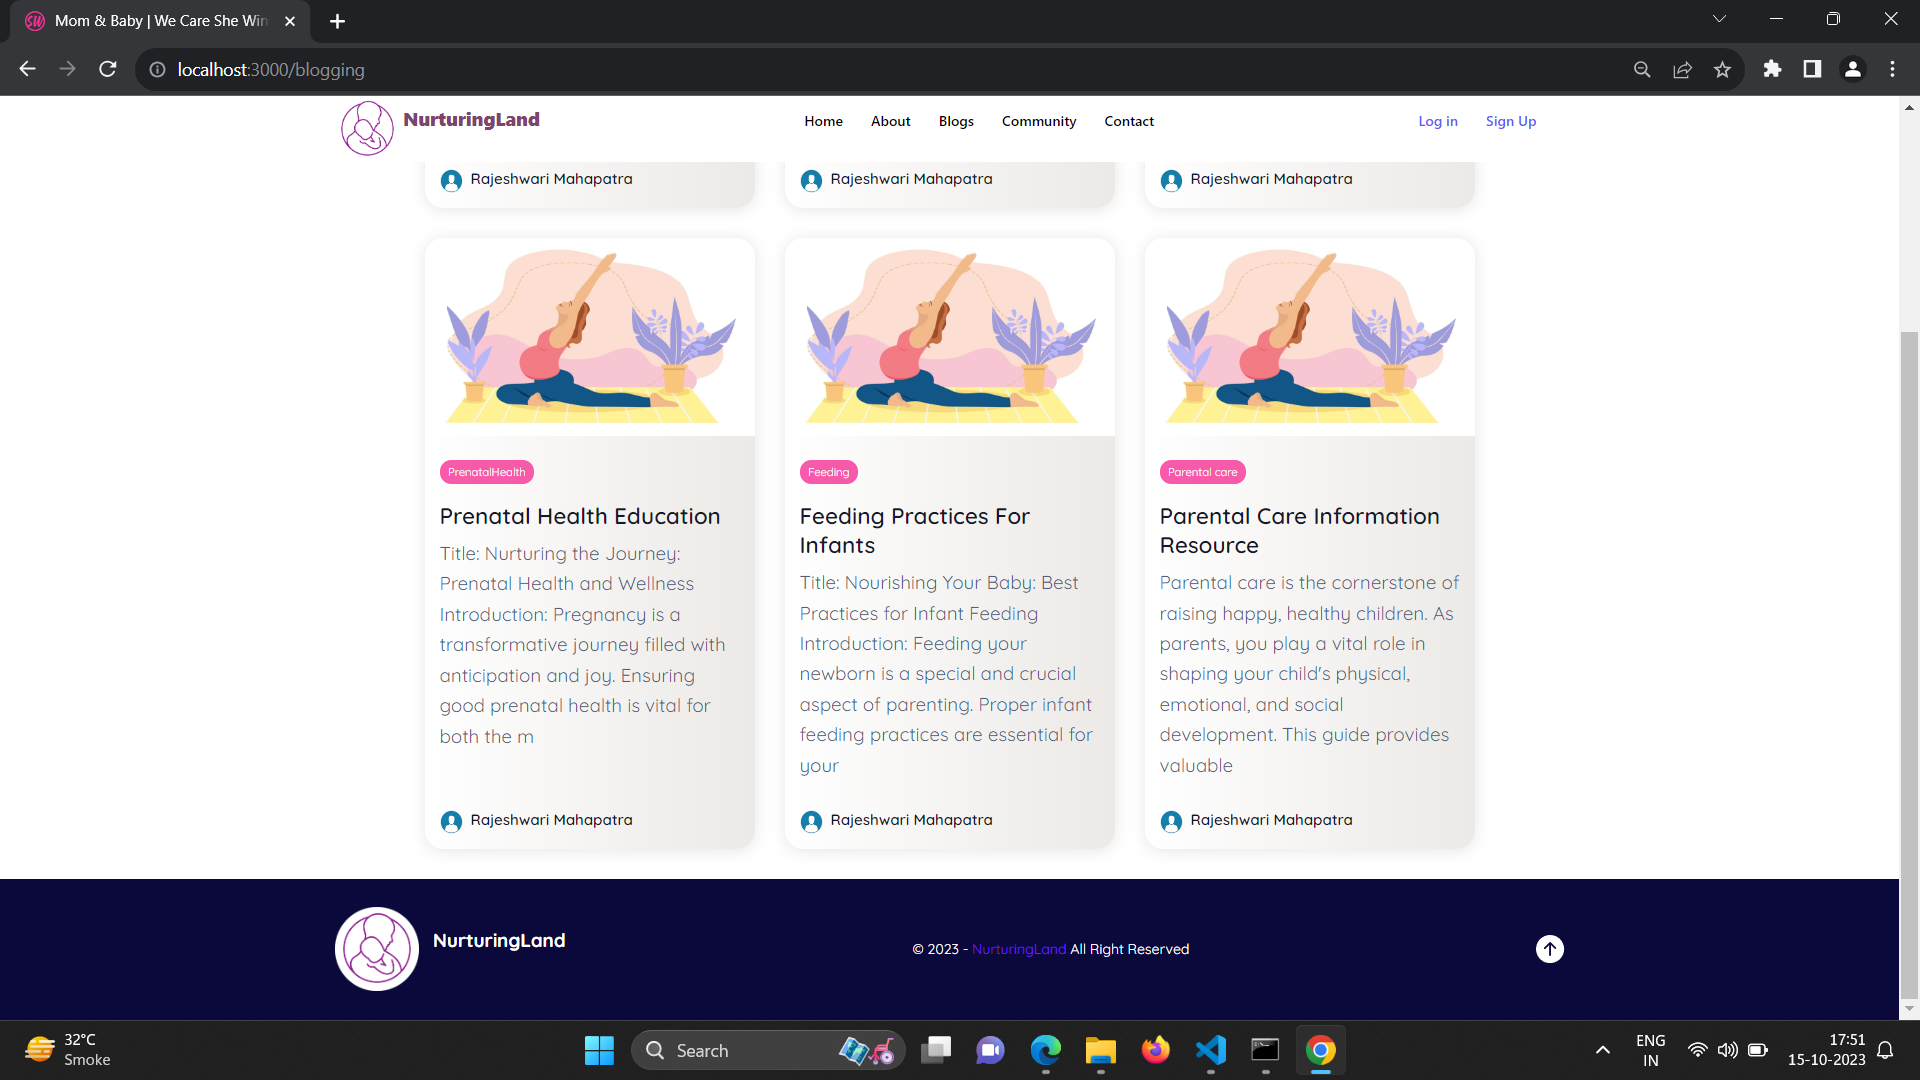 Mom & Baby | We Care She Win
localhost:3000/blogging
NurturingLand
Home About Blogs Community Contact
Log in Sign Up
Rajeshwari Mahapatra
Rajeshwari Mahapatra
Rajeshwari Mahapatra
PrenatalHealth
Prenatal Health Education
Title: Nurturing the Journey:
Prenatal Health and Wellness
Introduction: Pregnancy is a
transformative journey filled with
anticipation and joy. Ensuring
good prenatal health is vital for
both the m
Rajeshwari Mahapatra
Feeding
Feeding Practices For
Infants
Title: Nourishing Your Baby: Best
Practices for Infant Feeding
Introduction: Feeding your
newborn is a special and crucial
aspect of parenting. Proper infant
feeding practices are essential for
your
Rajeshwari Mahapatra
Parental care
Parental Care Information
Resource
Parental care is the cornerstone of
raising happy, healthy children. As
parents, you play a vital role in
shaping your child's physical,
emotional, and social
development. This guide provides
valuable
Rajeshwari Mahapatra
NurturingLand
© 2023 - NurturingLand All Right Reserved
32°C
Smoke
Search
ENG
IN
17:51
15-10-2023